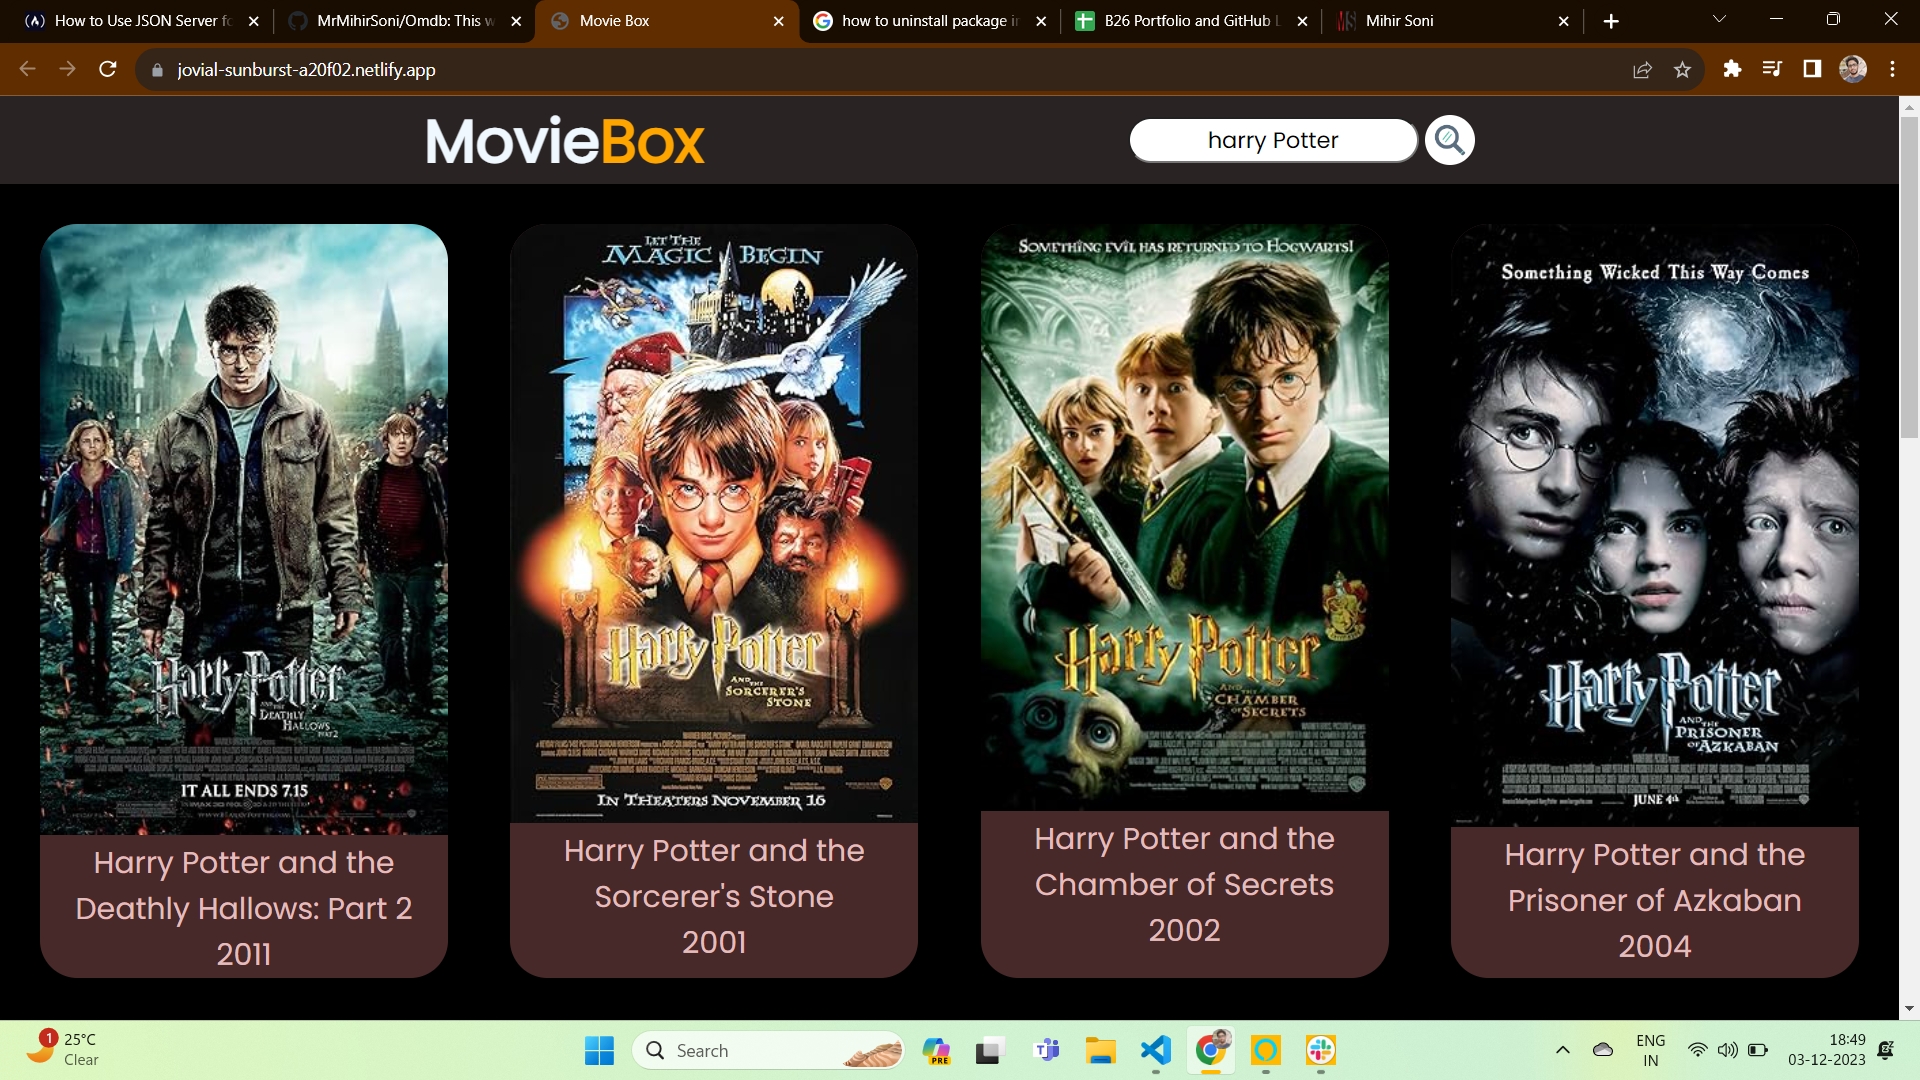 How to Use JSON Server fo
MrMihirSoni/Omdb: This w
Movie Box
how to uninstall package in
B26 Portfolio and GitHub L
Mihir Soni
jovial-sunburst-a20f02.netlify.app
MovieBox
harry Potter
LET THE
MAGIC BEGIN
SOMETHING EVIL HAS RETURNED TO HOGWARTS!
Something Wicked This Way Comes
Harry Potter
AND THE
DEATHLY
HALLOWS
PART 2
IT ALL ENDS 7.15
Harry Potter
AND THE
SORCERER'S
STONE
IN THEATERS NOVEMBER 16
Harry Potter
AND THE
CHAMBER
OF SECRETS
Harry Potter
AND THE
PRISONER
OF AZKABAN
JUNE 4th
Harry Potter and the
Deathly Hallows: Part 2
2011
Harry Potter and the
Sorcerer's Stone
2001
Harry Potter and the
Chamber of Secrets
2002
Harry Potter and the
Prisoner of Azkaban
2004
1
25°C
Clear
Search
PRE
ENG
IN
18:49
03-12-2023